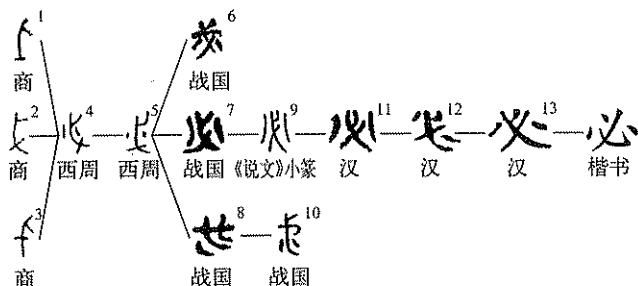 1 6
商 战国
2 4 5 7 9 11 12 13 必
商 西周 西周 战国 《说文》小篆 汉 汉 汉 楷书
3 8 10
商 战国 战国